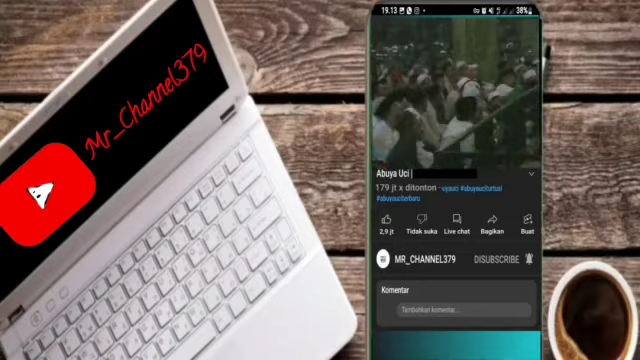 Mr_Channel379
19.13
38%
Abuya Uci |
179 jt x ditonton
#abuyauciturtusi
#abuyauciterbaru
2,9 jt
Tidak suka
Live chat
Bagikan
Buat
MR_CHANNEL379
DISUBSCRIBE
Komentar
Tambahkan komentar...